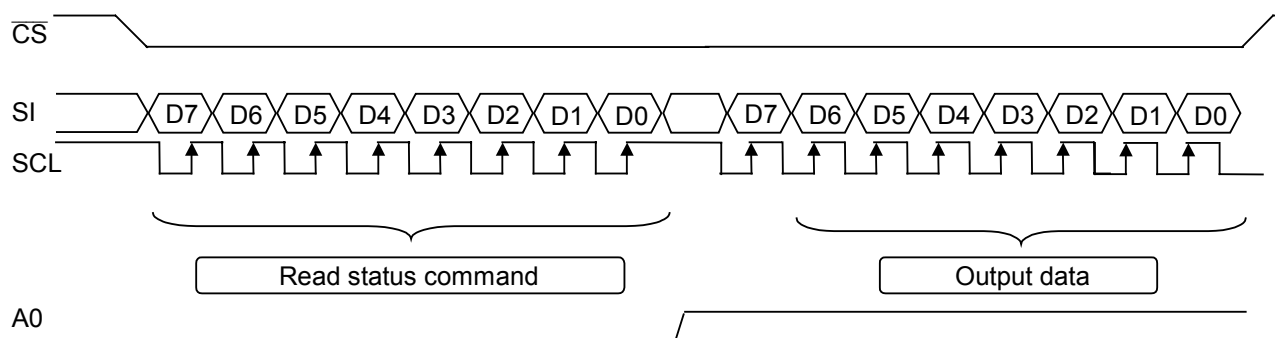 CS
SI D7 D6 D5 D4 D3 D2 D1 D0 D7 D6 D5 D4 D3 D2 D1 D0
SCL
Read status command Output data
A0